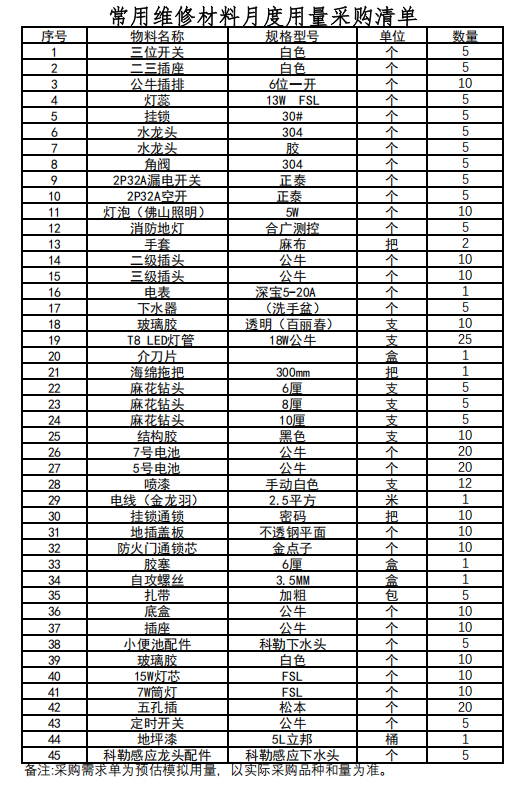 常用维修材料月度用量采购清单
序号 物料名称 规格型号 单位 数量
1 三位开关 白色 个 5
2 二三插座 白色 个 5
3 公牛插排 6位一开 个 10
4 灯蕊 13W FSL 个 5
5 挂锁 30# 个 5
6 水龙头 304 个 5
7 水龙头 胶 个 5
8 角阀 304 个 5
9 2P32A漏电开关 正泰 个 5
10 2P32A空开 正泰 个 5
11 灯泡（佛山照明） 5W 个 10
12 消防地灯 合广测控 个 5
13 手套 麻布 把 2
14 二级插头 公牛 个 10
15 三级插头 公牛 个 10
16 电表 深宝5-20A 个 1
17 下水器 （洗手盆） 个 5
18 玻璃胶 透明（百丽春） 支 10
19 T8 LED灯管 18W公牛 支 25
20 介刀片 盒 1
21 海绵拖把 300mm 把 1
22 麻花钻头 6厘 支 5
23 麻花钻头 8厘 支 5
24 麻花钻头 10厘 支 5
25 结构胶 黑色 支 10
26 7号电池 公牛 个 20
27 5号电池 公牛 个 20
28 喷漆 手动白色 支 12
29 电线（金龙羽） 2.5平方 米 1
30 挂锁通锁 密码 把 10
31 地插盖板 不透钢平面 个 10
32 防火门通锁芯 金点子 个 10
33 胶塞 6厘 盒 1
34 自攻螺丝 3.5MM 盒 1
35 扎带 加粗 包 5
36 底盒 公牛 个 10
37 插座 公牛 个 10
38 小便池配件 科勒下水头 个 5
39 玻璃胶 白色 个 10
40 15W灯芯 FSL 个 10
41 7W筒灯 FSL 个 10
42 五孔插 松本 个 20
43 定时开关 公牛 个 5
44 地坪漆 5L立邦 桶 1
45 科勒感应龙头配件 科勒感应下水头 个 5
备注:采购需求单为预估模拟用量，以实际采购品种和量为准。